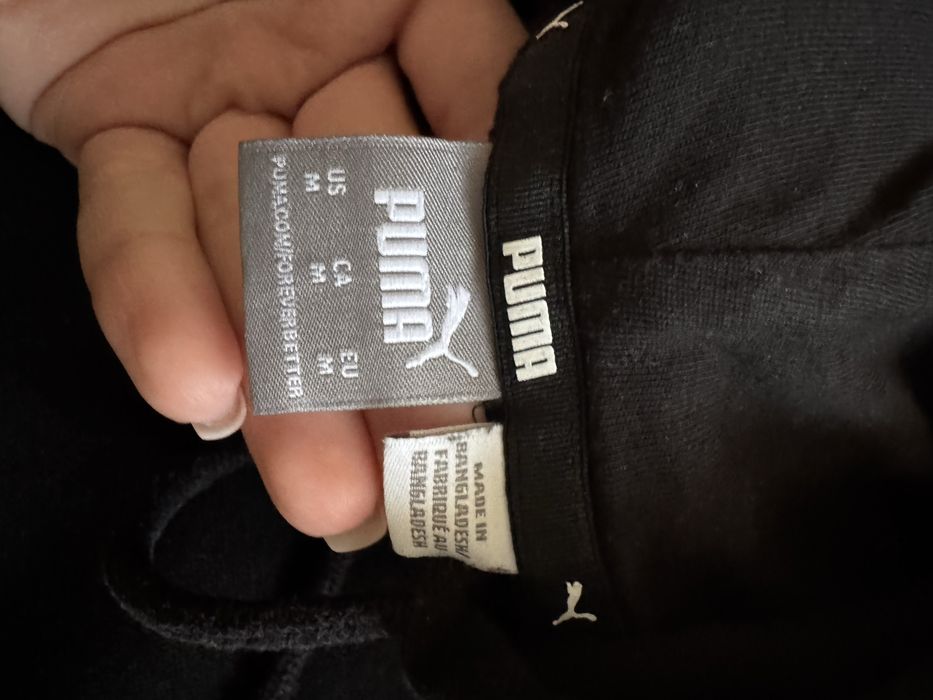 PUMA
PUMA
US CA EU
M M M
PUMA.COM/FOREVERBETTER
MADE IN
BANGLADESH/
FABRIQUÉ AU
BANGLADESH